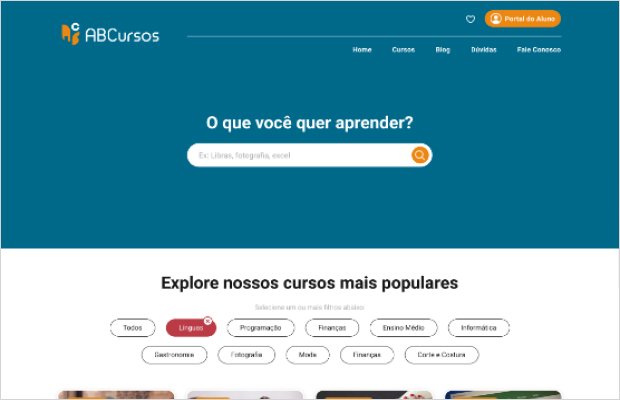 Portal do Aluno
ABCursos
Home Cursos Blog Dúvidas Fale Conosco
O que você quer aprender?
Ex: Libras, fotografia, excel
Explore nossos cursos mais populares
Selecione um ou mais filtros abaixo:
Todos Línguas Programação Finanças Ensino Médio Informática
Gastronomia Fotografia Moda Finanças Corte e Costura